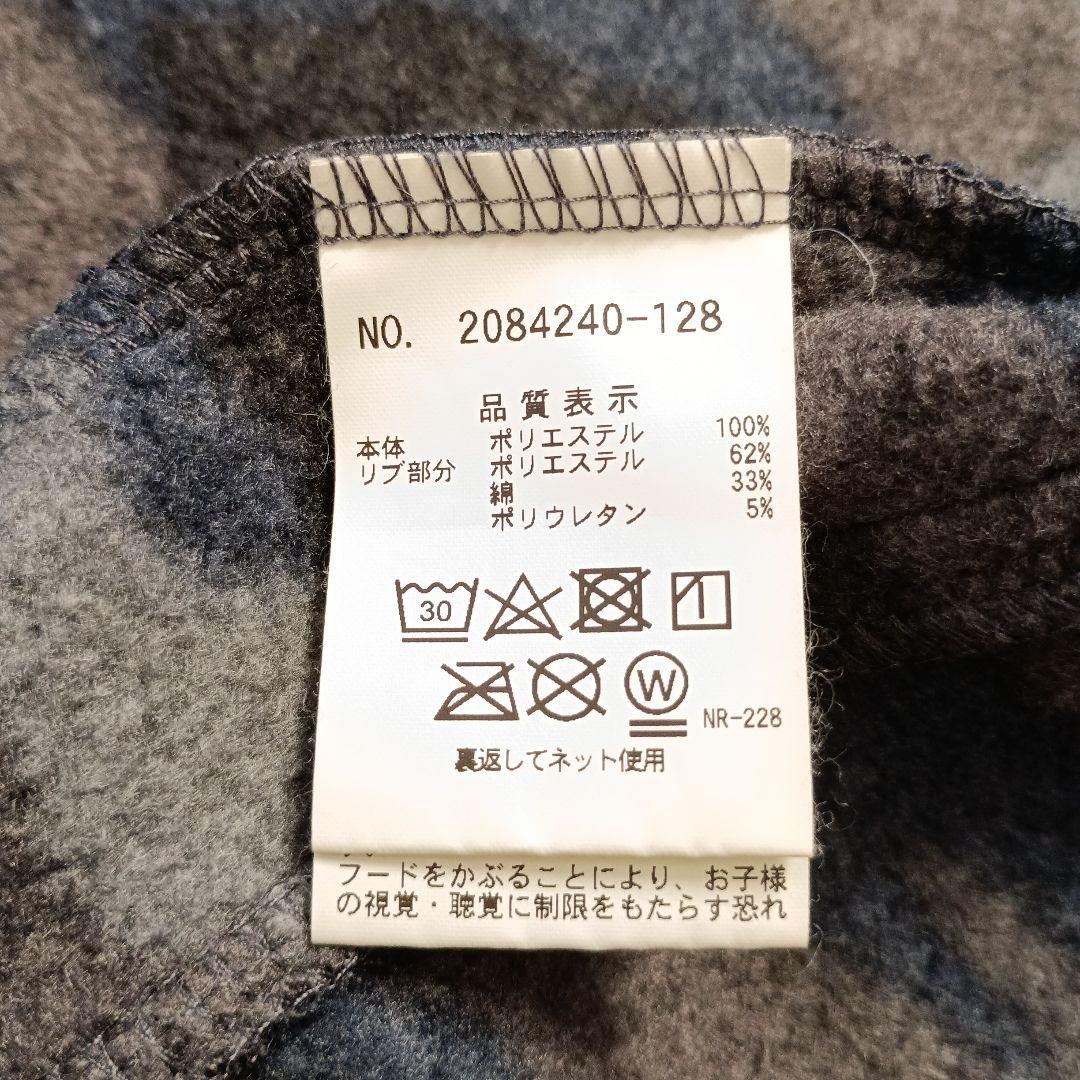 NO. 2084240-128
品質表示
本体 ポリエステル 100%
リブ部分 ポリエステル 62%
綿 33%
ポリウレタン 5%
30
W
NR-228
裏返してネット使用
フードをかぶることにより、お子様
の視覚・聴覚に制限をもたらす恐れ